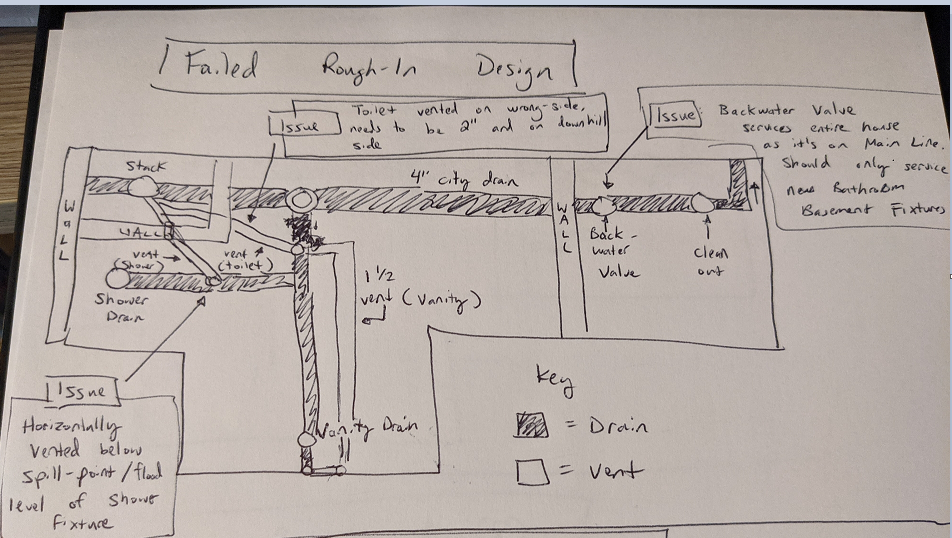 Failed Rough-In Design
Issue
Toilet vented on wrong-side,
needs to be 2" and on downhill
side
Issue:
Backwater Valve
services entire house
as it's on Main Line.
Should only service
new Bathroom
Basement Fixtures
Stack
4" city drain
WALL
WALL
WALL
vent
(shower)
vent
(toilet)
Back-
water
Valve
Clean
out
1 1/2
vent (Vanity)
Shower
Drain
Vanity Drain
Issue
Horizontally
vented below
spill-point/flood
level of Shower
Fixture
Key
= Drain
= Vent